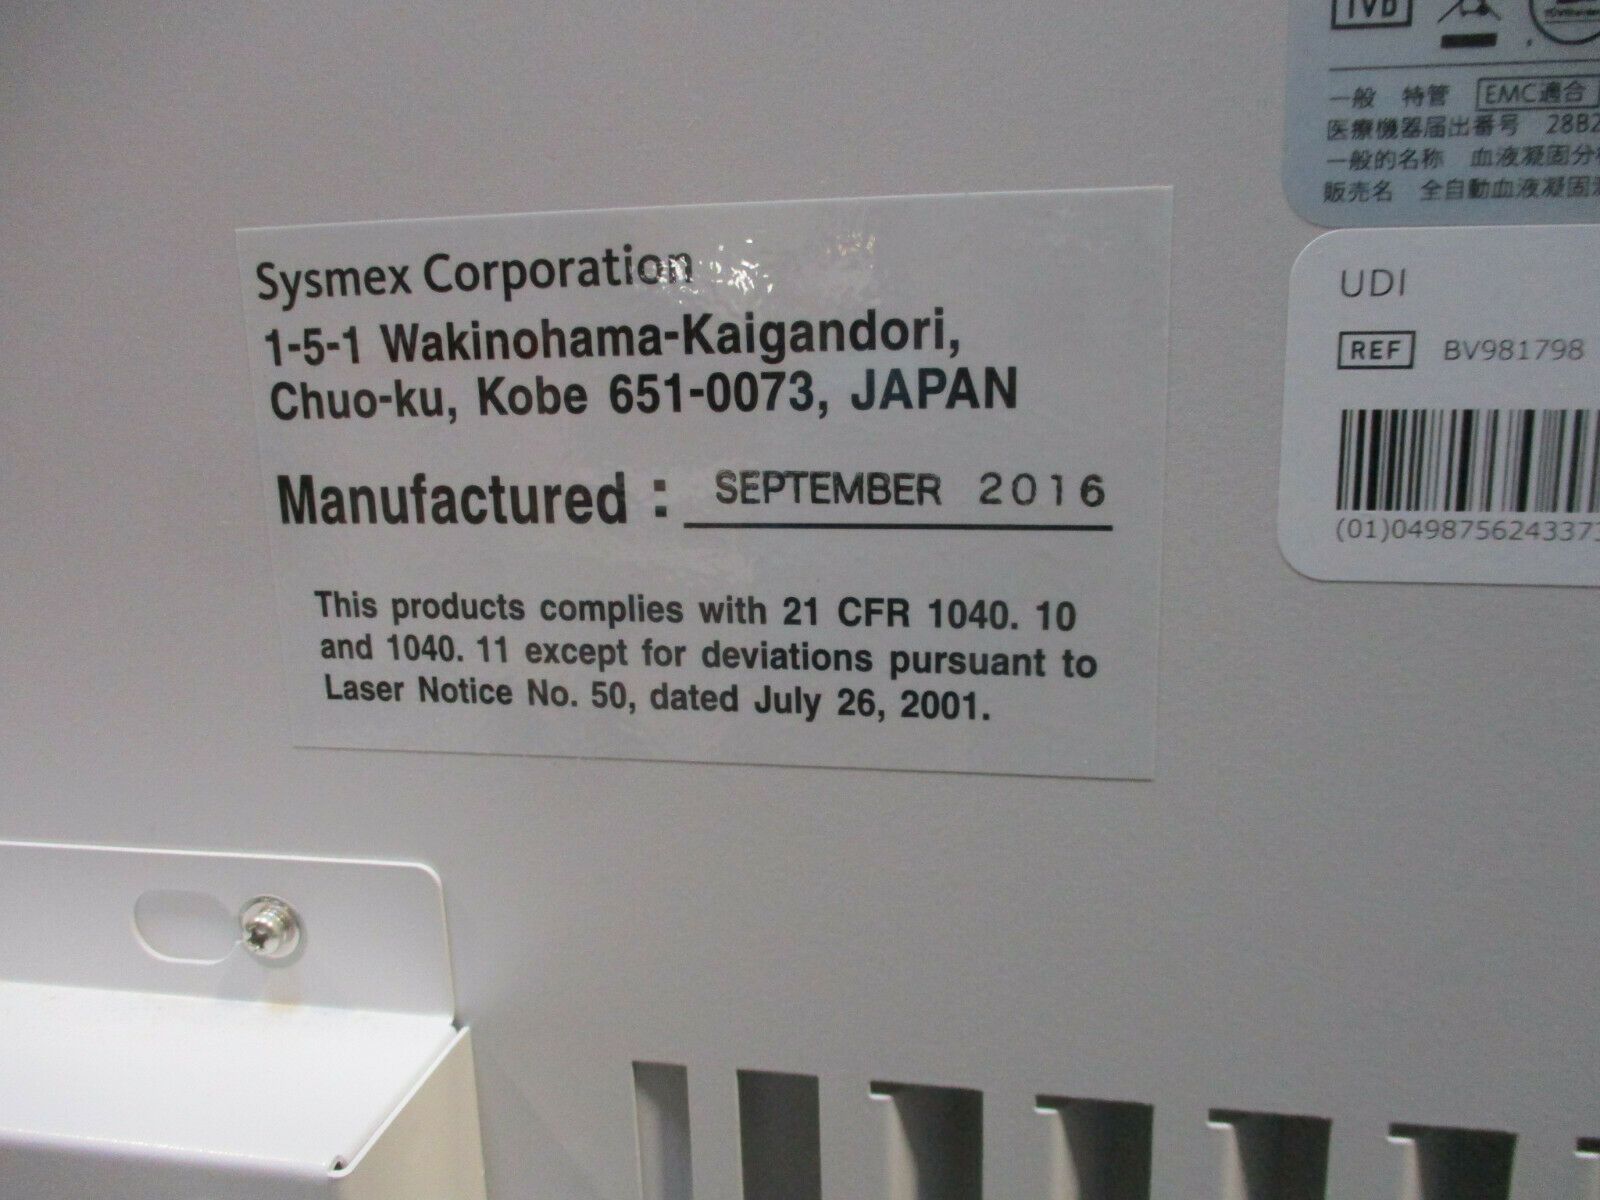 Sysmex Corporation
1-5-1 Wakinohama-Kaigandori,
Chuo-ku, Kobe 651-0073, JAPAN
Manufactured : SEPTEMBER 2016
This products complies with 21 CFR 1040. 10
and 1040. 11 except for deviations pursuant to
Laser Notice No. 50, dated July 26, 2001.
IVD
一般 特管 EMC適合
医療機器届出番号 28B2
一般的名称 血液凝固分
販売名 全自動血液凝固
UDI
REF BV981798
(01)0498756243373